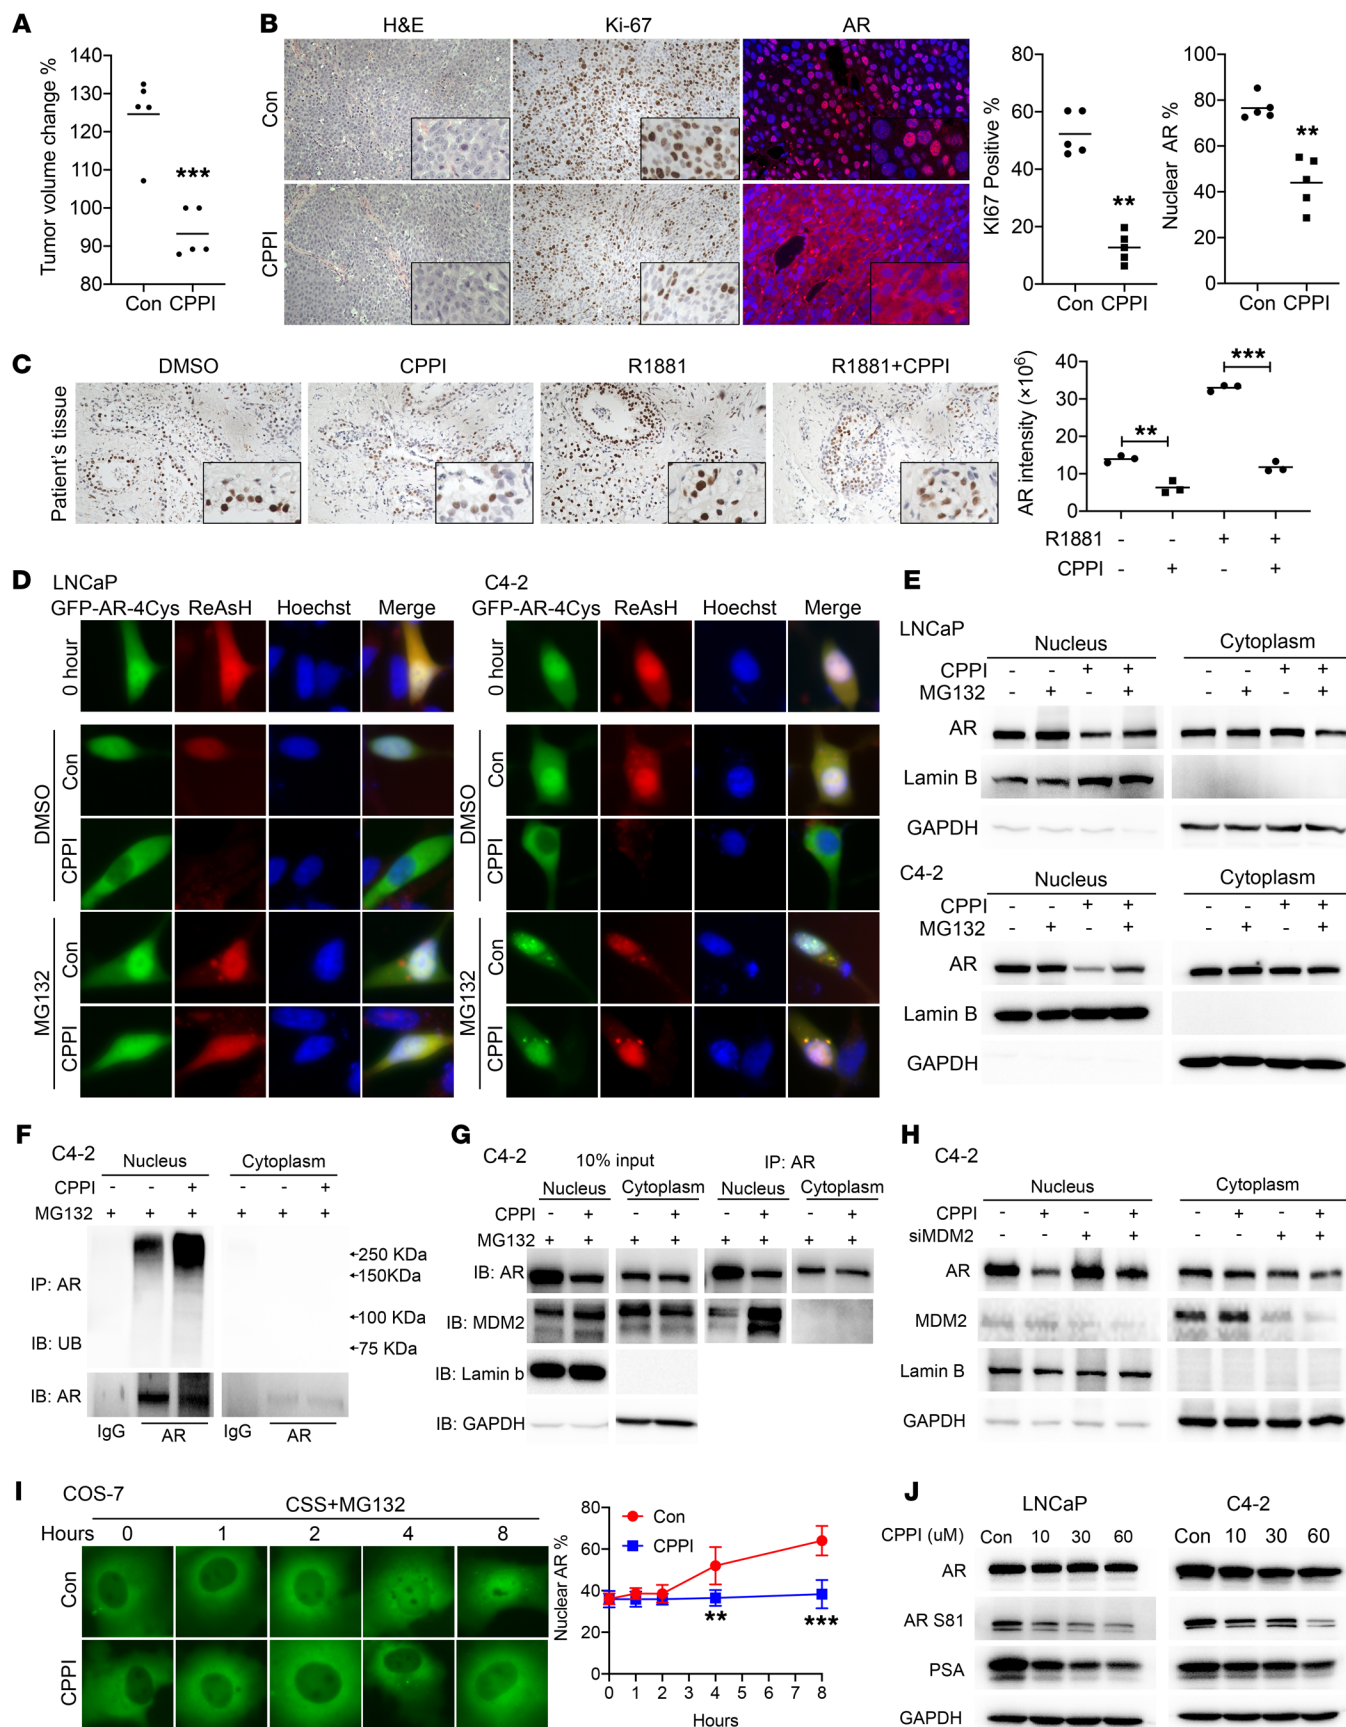 A
Tumor volume change %
140
130
120
110
100
90
80
***
Con CPPI
B
H&E Ki-67 AR
Con
CPPI
KI67 Positive %
80
60
40
20
0
**
Con CPPI
Nuclear AR %
100
80
60
40
20
0
**
Con CPPI
C
DMSO CPPI R1881 R1881+CPPI
Patient's tissue
AR intensity (×10⁶)
40
30
20
10
0
** ***
R1881 - - + +
CPPI - + - +
D
LNCaP
GFP-AR-4Cys ReAsH Hoechst Merge
0 hour
DMSO
Con
CPPI
MG132
Con
CPPI
C4-2
GFP-AR-4Cys ReAsH Hoechst Merge
0 hour
DMSO
Con
CPPI
MG132
Con
CPPI
E
LNCaP
Nucleus Cytoplasm
CPPI - - + + - - + +
MG132 - + - + - + - +
AR
Lamin B
GAPDH
C4-2
Nucleus Cytoplasm
CPPI - - + + - - + +
MG132 - + - + - + - +
AR
Lamin B
GAPDH
F
C4-2
Nucleus Cytoplasm
CPPI - - + - - +
MG132 + + + + + +
←250 KDa
←150KDa
IP: AR
←100 KDa
IB: UB
←75 KDa
IB: AR
IgG AR IgG AR
G
C4-2
10% input IP: AR
Nucleus Cytoplasm Nucleus Cytoplasm
CPPI - + - + - + - +
MG132 + + + + + + + +
IB: AR
IB: MDM2
IB: Lamin b
IB: GAPDH
H
C4-2
Nucleus Cytoplasm
CPPI - + - + - + - +
siMDM2 - - + + - - + +
AR
MDM2
Lamin B
GAPDH
I
COS-7
CSS+MG132
Hours 0 1 2 4 8
Con
CPPI
Nuclear AR %
80
60
40
20
0
Con
CPPI
** ***
0 1 2 3 4 5 6 7 8
Hours
J
LNCaP C4-2
CPPI (uM) Con 10 30 60 Con 10 30 60
AR
AR S81
PSA
GAPDH